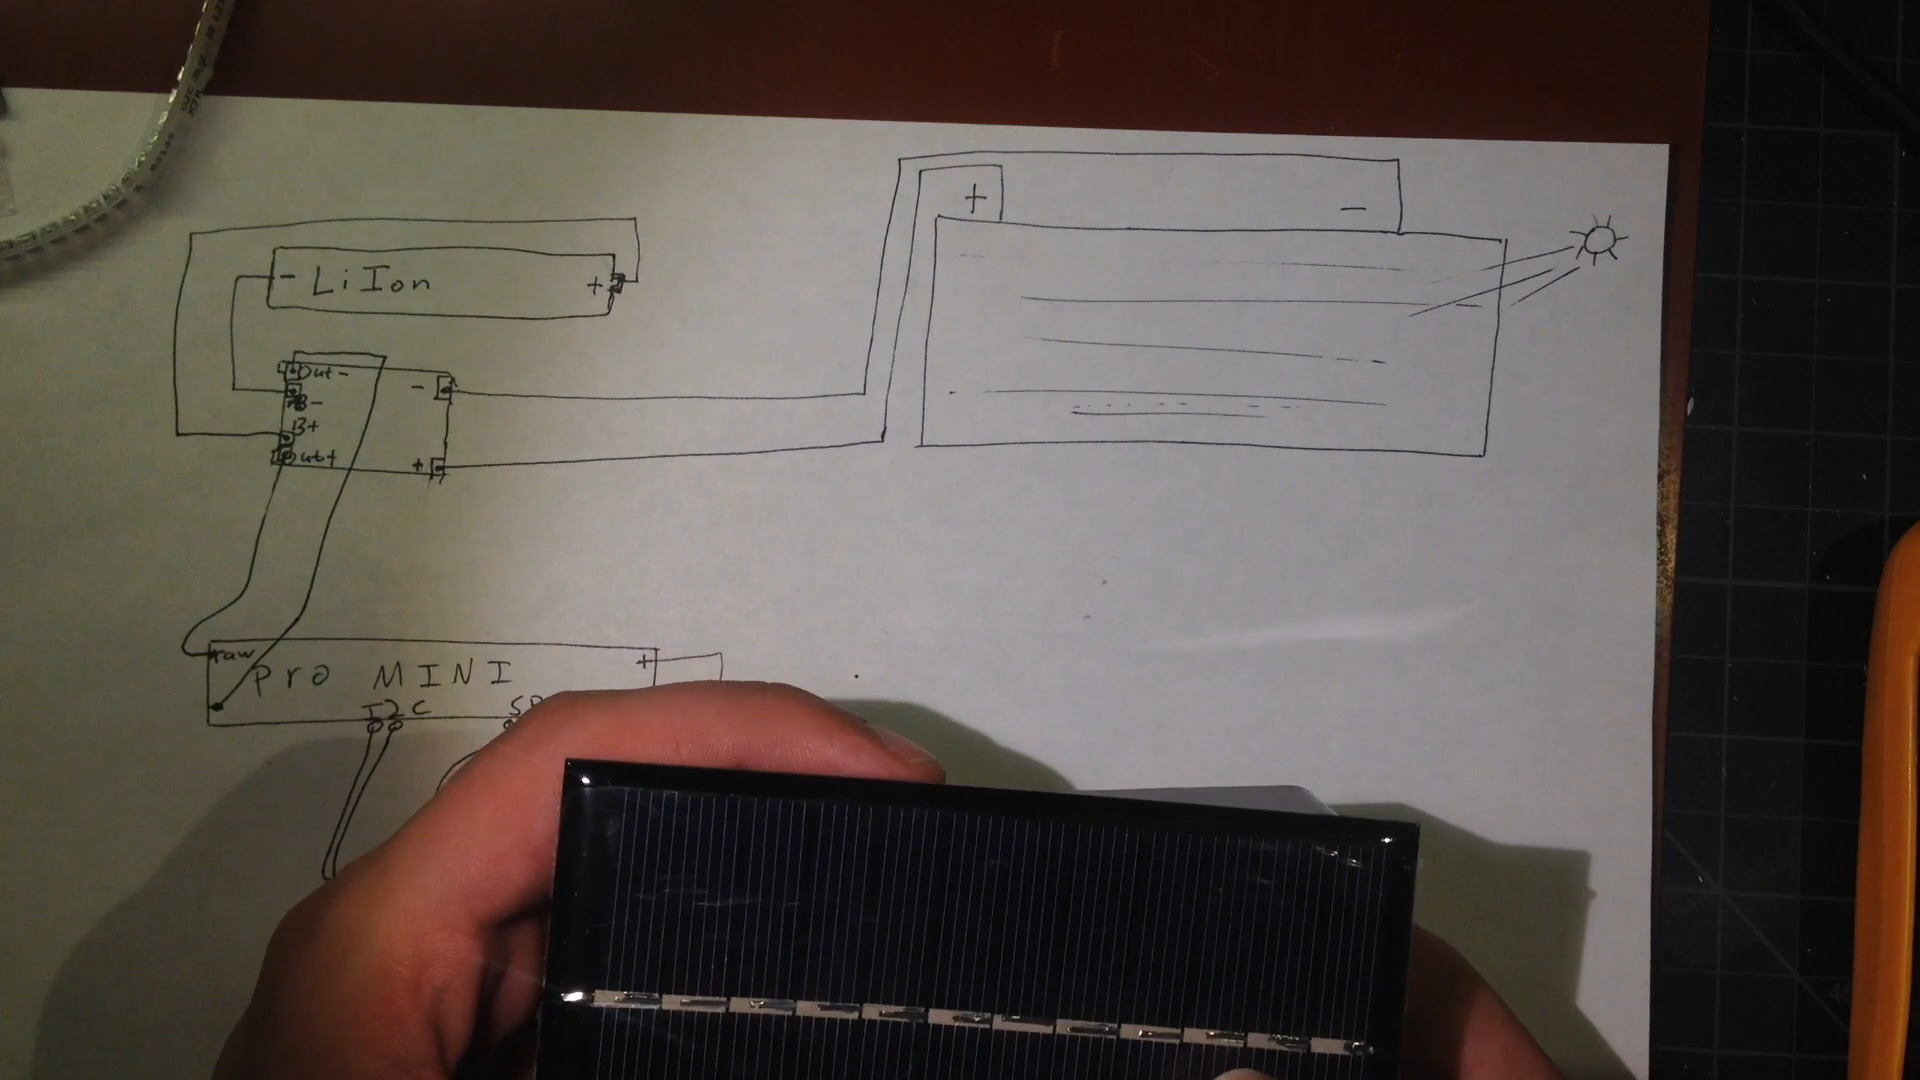 + -
- LiIon +
Out-
B-
B+
Out+
-
+
raw
+
Pro MINI
I2C